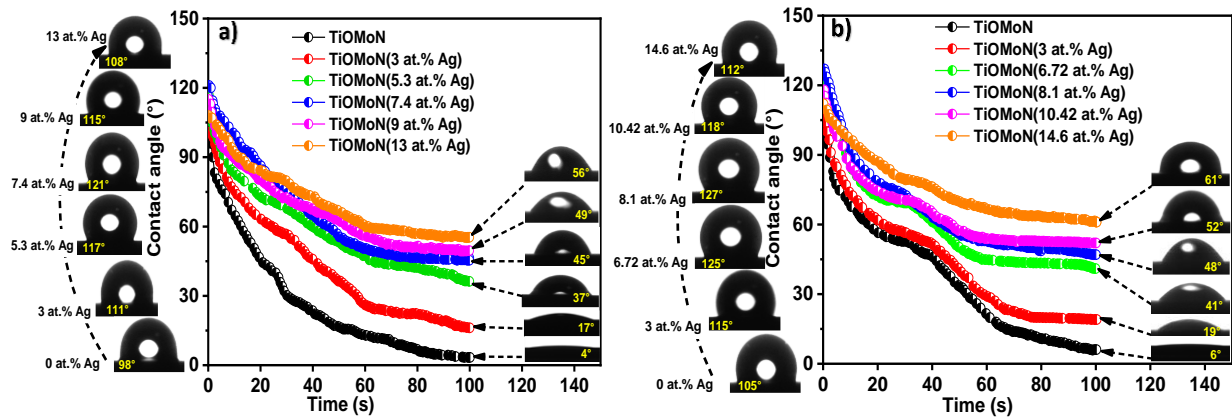 a)
13 at.% Ag
108°
9 at.% Ag
115°
7.4 at.% Ag
121°
5.3 at.% Ag
117°
3 at.% Ag
111°
0 at.% Ag
98°
Contact angle (°)
150
120
90
60
30
0
TiOMoN
TiOMoN(3 at.% Ag)
TiOMoN(5.3 at.% Ag)
TiOMoN(7.4 at.% Ag)
TiOMoN(9 at.% Ag)
TiOMoN(13 at.% Ag)
56°
49°
45°
37°
17°
4°
0 20 40 60 80 100 120 140
Time (s)
b)
14.6 at.% Ag
112°
10.42 at.% Ag
118°
8.1 at.% Ag
127°
6.72 at.% Ag
125°
3 at.% Ag
115°
0 at.% Ag
105°
Contact angle (°)
150
120
90
60
30
0
TiOMoN
TiOMoN(3 at.% Ag)
TiOMoN(6.72 at.% Ag)
TiOMoN(8.1 at.% Ag)
TiOMoN(10.42 at.% Ag)
TiOMoN(14.6 at.% Ag)
61°
52°
48°
41°
19°
6°
0 20 40 60 80 100 120 140
Time (s)